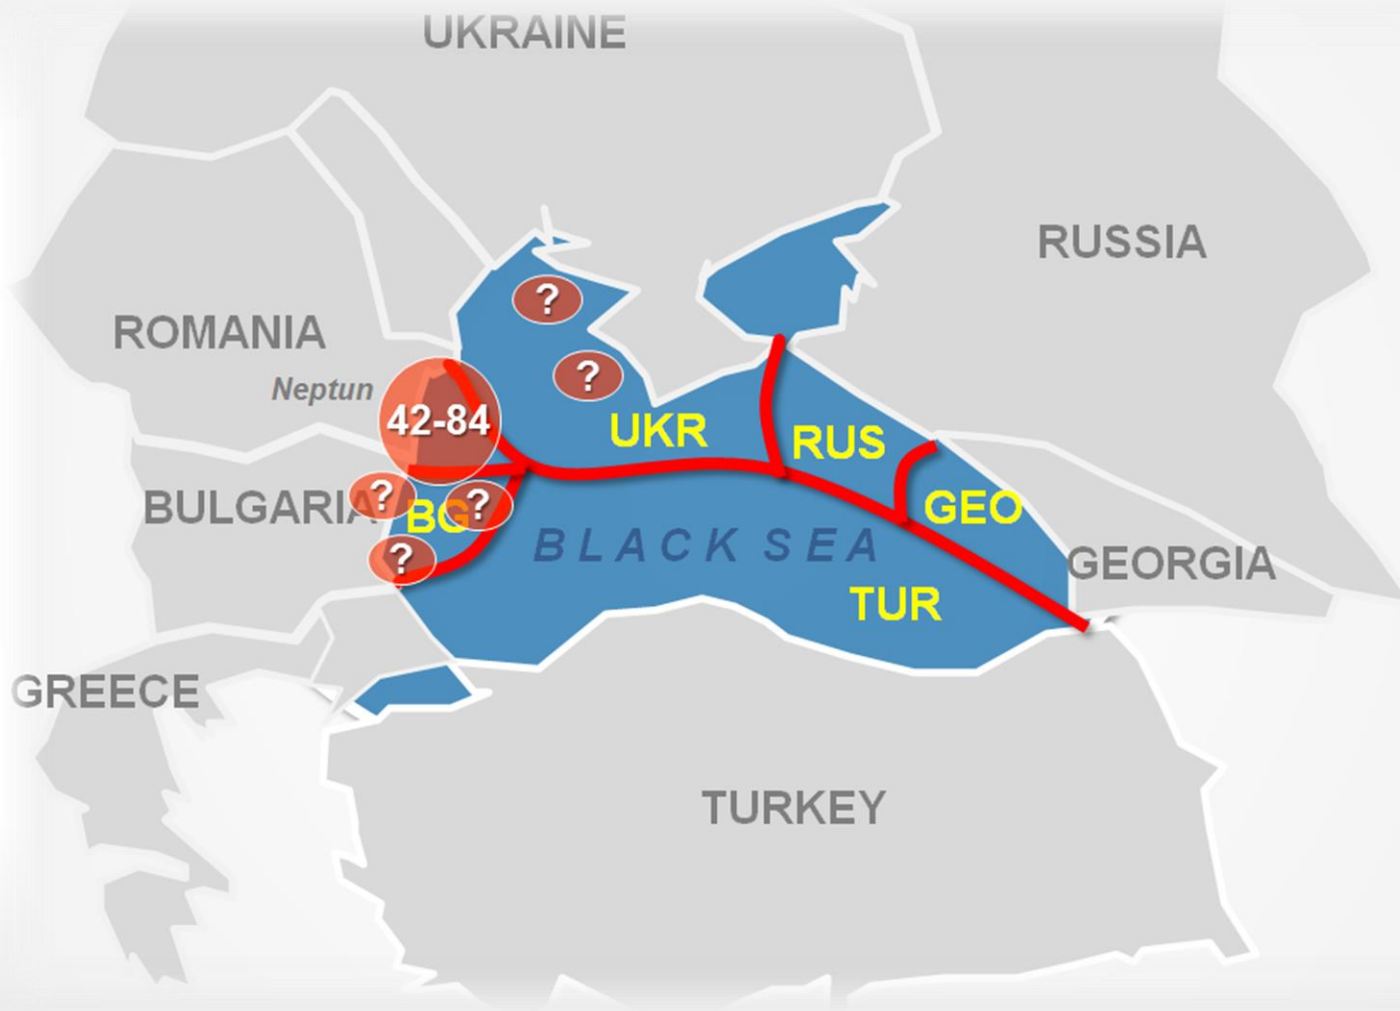 UKRAINE
RUSSIA
?
ROMANIA
Neptun
?
42-84
UKR
RUS
BULGARIA
?
BG
?
GEO
?
BLACK SEA
GEORGIA
TUR
GREECE
TURKEY